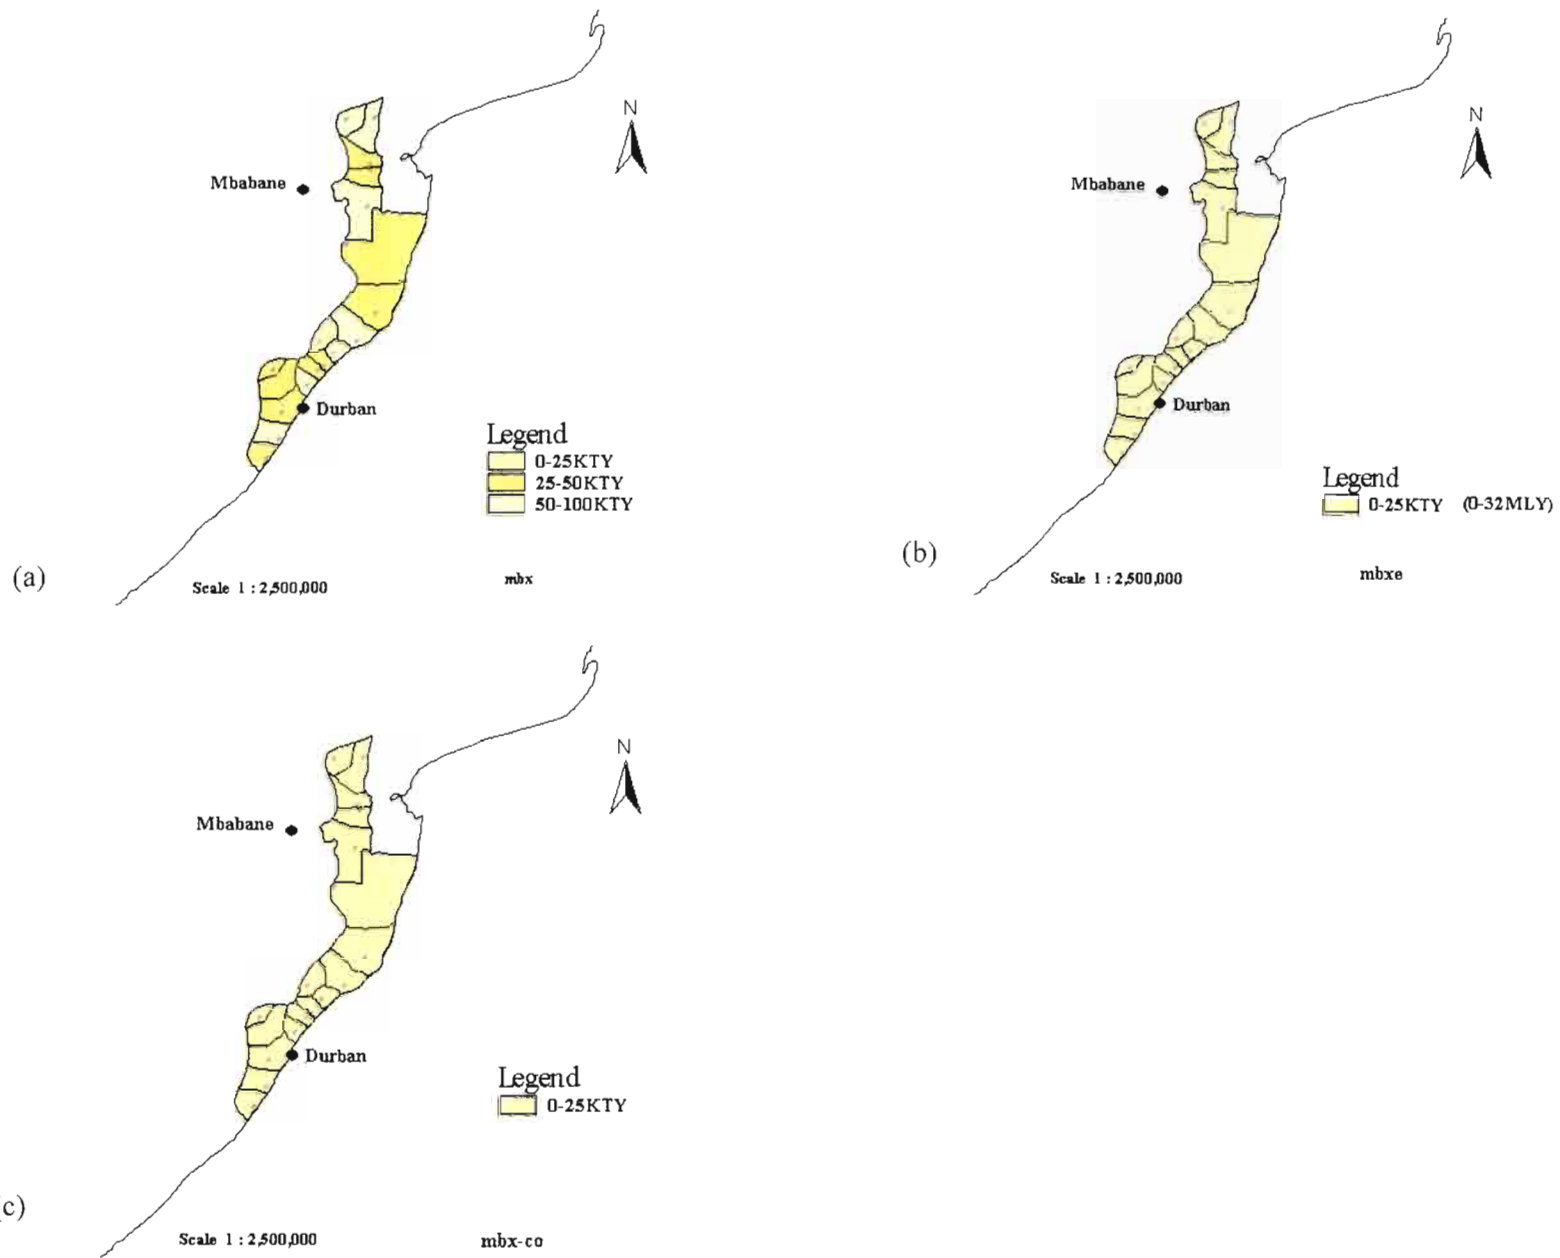 N
Mbabane
Durban
Legend
0-25KTY
25-50KTY
50-100KTY
(a)
Scale 1 : 2,500,000
mbx
N
Mbabane
Durban
Legend
0-25KTY (0-32MLY)
(b)
Scale 1 : 2,500,000
mbxe
N
Mbabane
Durban
Legend
0-25KTY
c)
Scale 1 : 2,500,000
mbx-co